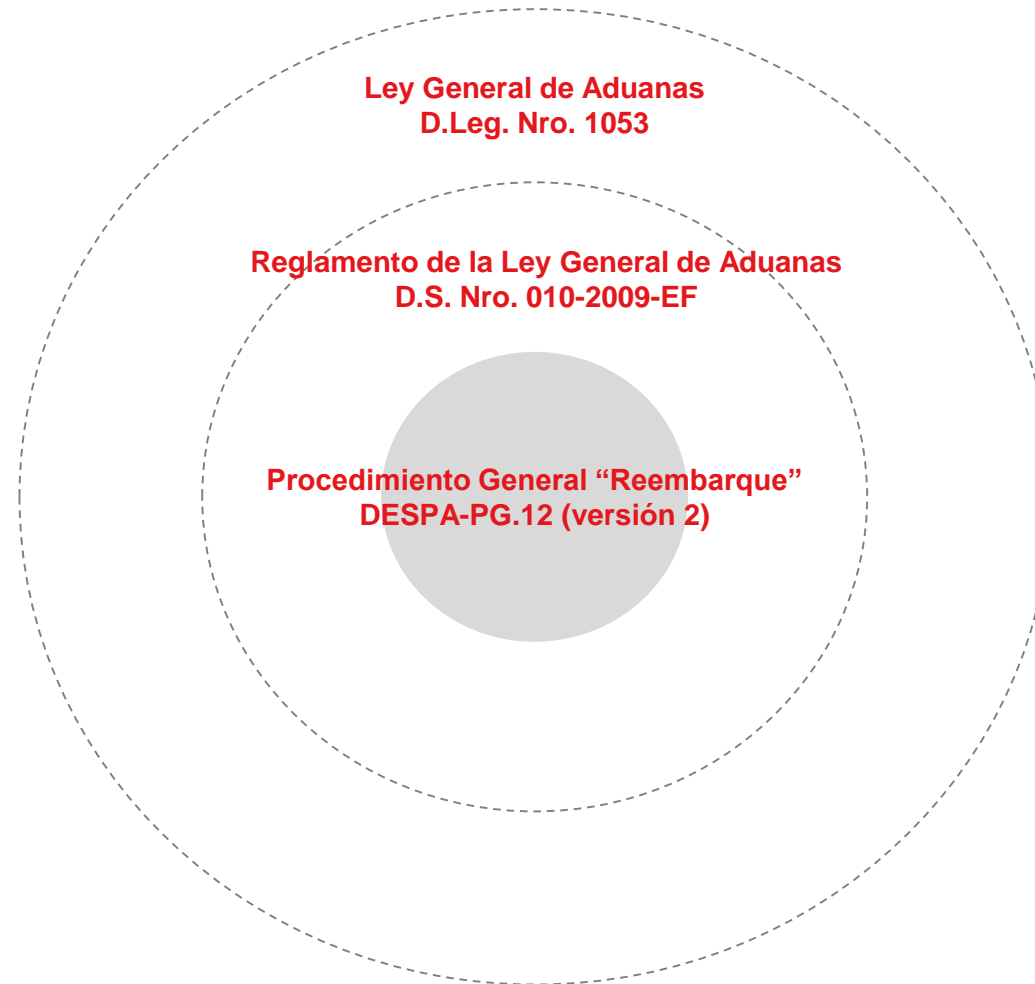 Ley General de Aduanas
D.Leg. Nro. 1053
Reglamento de la Ley General de Aduanas
D.S. Nro. 010-2009-EF
Procedimiento General “Reembarque”
DESPA-PG.12 (versión 2)